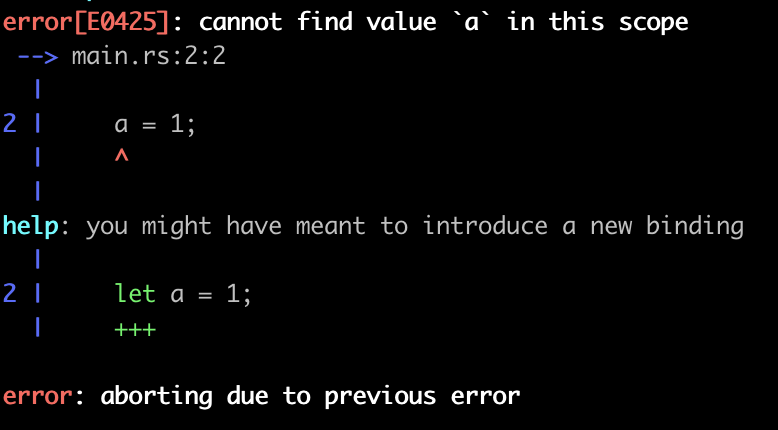 error[E0425]: cannot find value `a` in this scope
 --> main.rs:2:2
  |
2 |     a = 1;
  |     ^
  |
help: you might have meant to introduce a new binding
  |
2 |     let a = 1;
  |     +++

error: aborting due to previous error